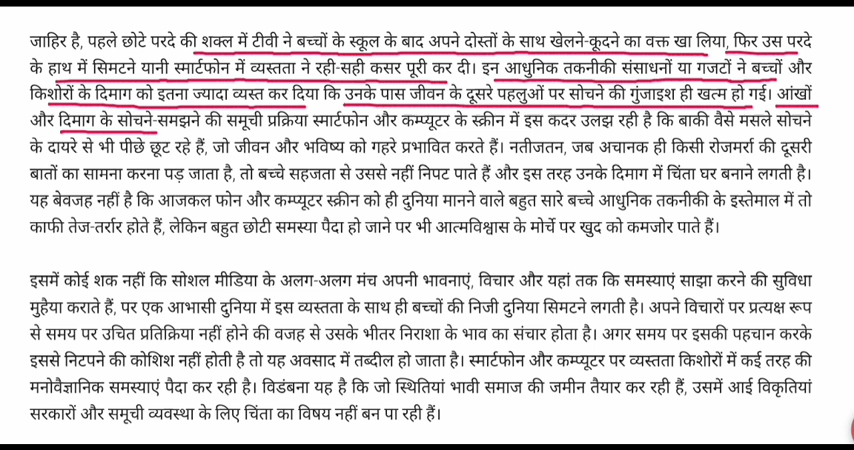 जाहिर है, पहले छोटे परदे की शक्ल में टीवी ने बच्चों के स्कूल के बाद अपने दोस्तों के साथ खेलने-कूदने का वक्त खा लिया, फिर उस परदे
के हाथ में सिमटने यानी स्मार्टफोन में व्यस्तता ने रही-सही कसर पूरी कर दी। इन आधुनिक तकनीकी संसाधनों या गजटों ने बच्चों और
किशोरों के दिमाग को इतना ज्यादा व्यस्त कर दिया कि उनके पास जीवन के दूसरे पहलुओं पर सोचने की गुंजाइश ही खत्म हो गई। आंखों
और दिमाग के सोचने-समझने की समूची प्रक्रिया स्मार्टफोन और कम्प्यूटर के स्क्रीन में इस कदर उलझ रही है कि बाकी वैसे मसले सोचने
के दायरे से भी पीछे छूट रहे हैं, जो जीवन और भविष्य को गहरे प्रभावित करते हैं। नतीजतन, जब अचानक ही किसी रोजमर्रा की दूसरी
बातों का सामना करना पड़ जाता है, तो बच्चे सहजता से उससे नहीं निपट पाते हैं और इस तरह उनके दिमाग में चिंता घर बनाने लगती है।
यह बेवजह नहीं है कि आजकल फोन और कम्प्यूटर स्क्रीन को ही दुनिया मानने वाले बहुत सारे बच्चे आधुनिक तकनीकी के इस्तेमाल में तो
काफी तेज-तर्रार होते हैं, लेकिन बहुत छोटी समस्या पैदा हो जाने पर भी आत्मविश्वास के मोर्चे पर खुद को कमजोर पाते हैं।
इसमें कोई शक नहीं कि सोशल मीडिया के अलग-अलग मंच अपनी भावनाएं, विचार और यहां तक कि समस्याएं साझा करने की सुविधा
मुहैया कराते हैं, पर एक आभासी दुनिया में इस व्यस्तता के साथ ही बच्चों की निजी दुनिया सिमटने लगती है। अपने विचारों पर प्रत्यक्ष रूप
से समय पर उचित प्रतिक्रिया नहीं होने की वजह से उसके भीतर निराशा के भाव का संचार होता है। अगर समय पर इसकी पहचान करके
इससे निपटने की कोशिश नहीं होती है तो यह अवसाद में तब्दील हो जाता है। स्मार्टफोन और कम्प्यूटर पर व्यस्तता किशोरों में कई तरह की
मनोवैज्ञानिक समस्याएं पैदा कर रही है। विडंबना यह है कि जो स्थितियां भावी समाज की जमीन तैयार कर रही हैं, उसमें आई विकृतियां
सरकारों और समूची व्यवस्था के लिए चिंता का विषय नहीं बन पा रही हैं।